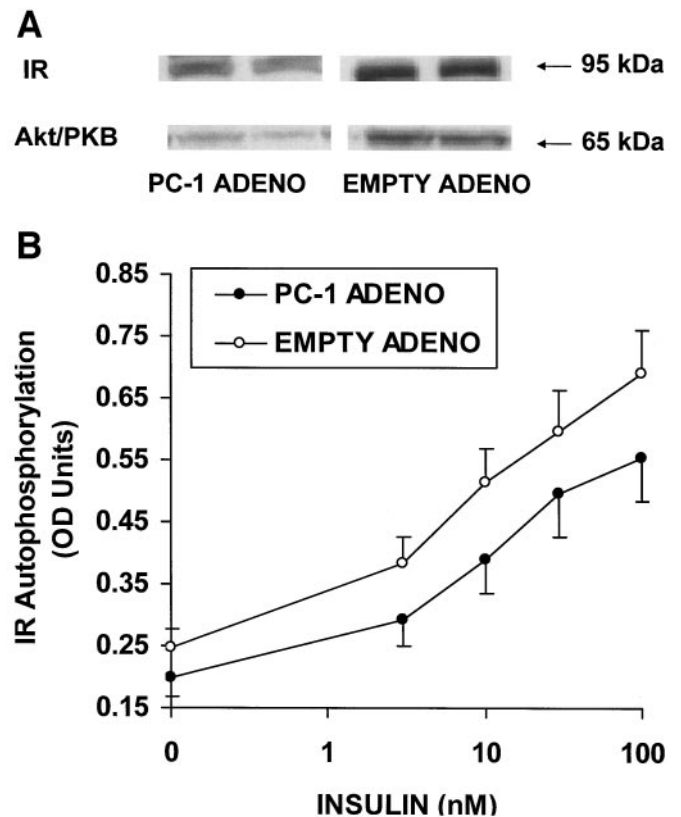 A
IR
← 95 kDa
Akt/PKB
← 65 kDa
PC-1 ADENO EMPTY ADENO
B
0.85
PC-1 ADENO
0.75
EMPTY ADENO
0.65
0.55
0.45
0.35
0.25
0.15
IR Autophosphorylation
(OD Units)
0 1 10 100
INSULIN (nM)